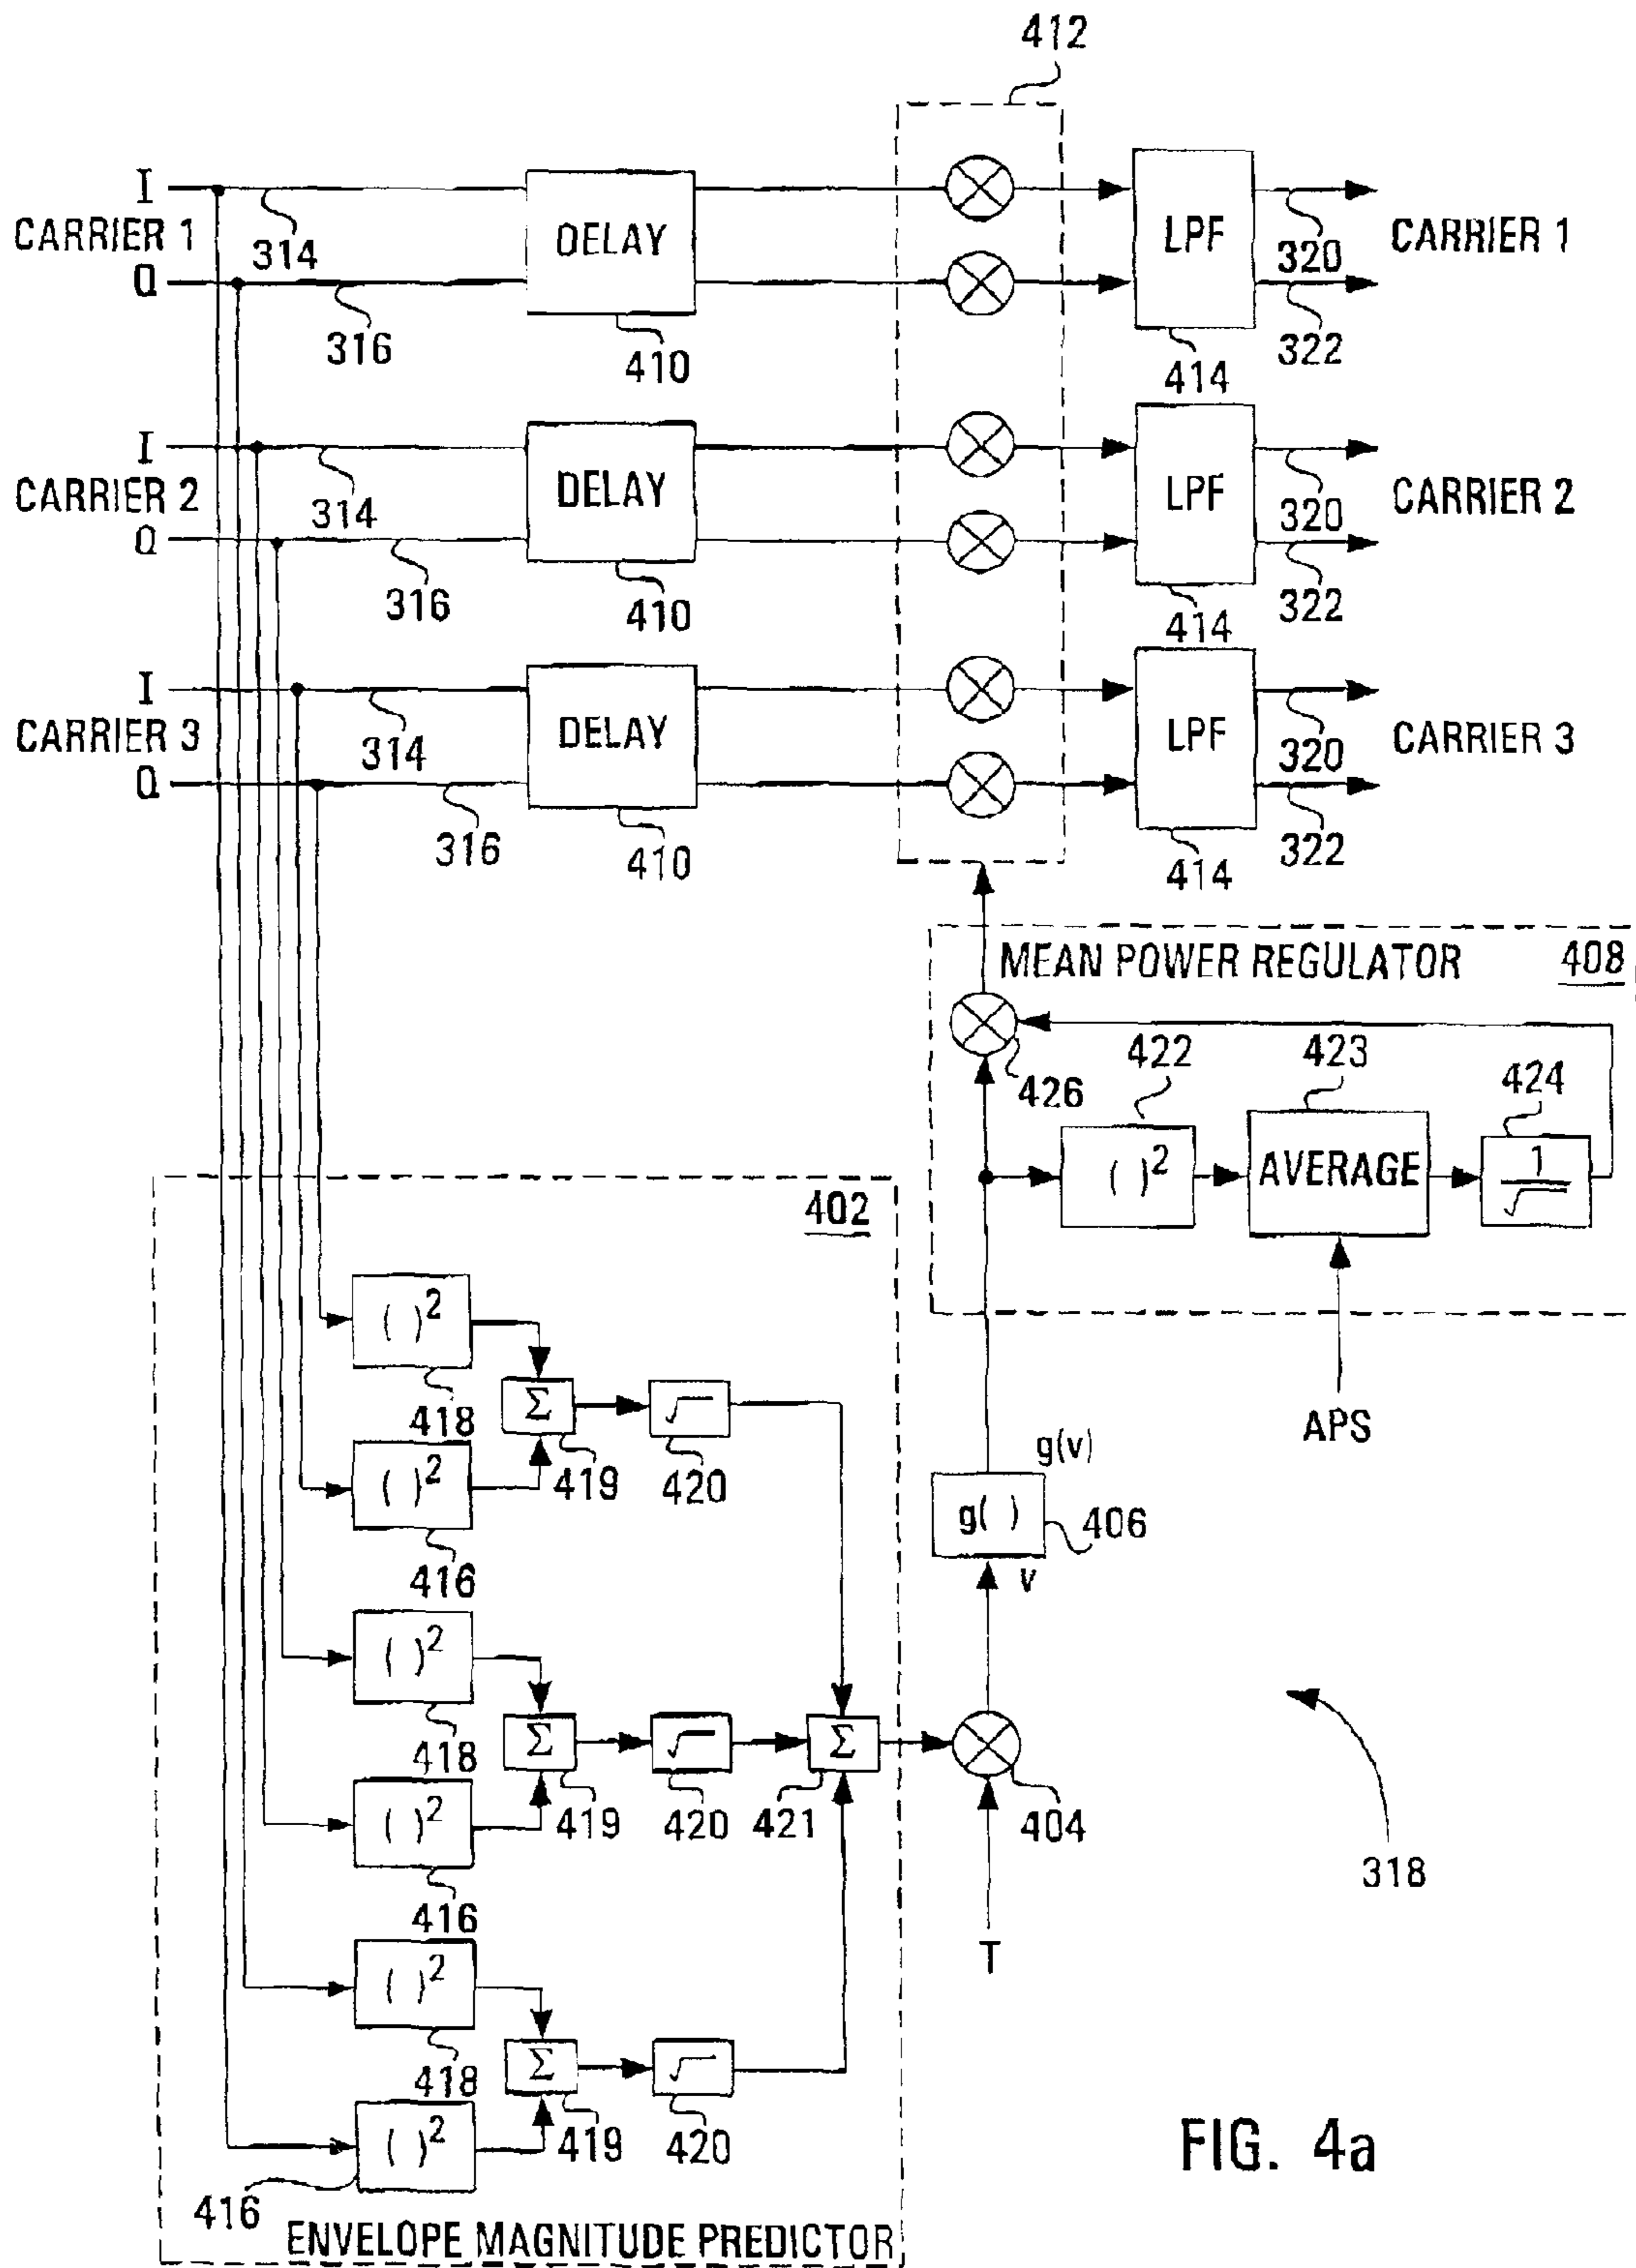 412
I
CARRIER 1
Q
314
316
DELAY
410
LPF
414
320
322
CARRIER 1
I
CARRIER 2
Q
314
316
DELAY
410
LPF
414
320
322
CARRIER 2
I
CARRIER 3
Q
314
316
DELAY
410
LPF
414
320
322
CARRIER 3
MEAN POWER REGULATOR 408
426
422
( )²
423
AVERAGE
424
1
√
APS
402
( )²
418
Σ
419
√
420
( )²
416
g(v)
g( )
406
v
( )²
418
Σ
419
√
420
Σ
421
404
( )²
416
T
318
( )²
418
Σ
419
√
420
( )²
416
ENVELOPE MAGNITUDE PREDICTOR
FIG. 4a